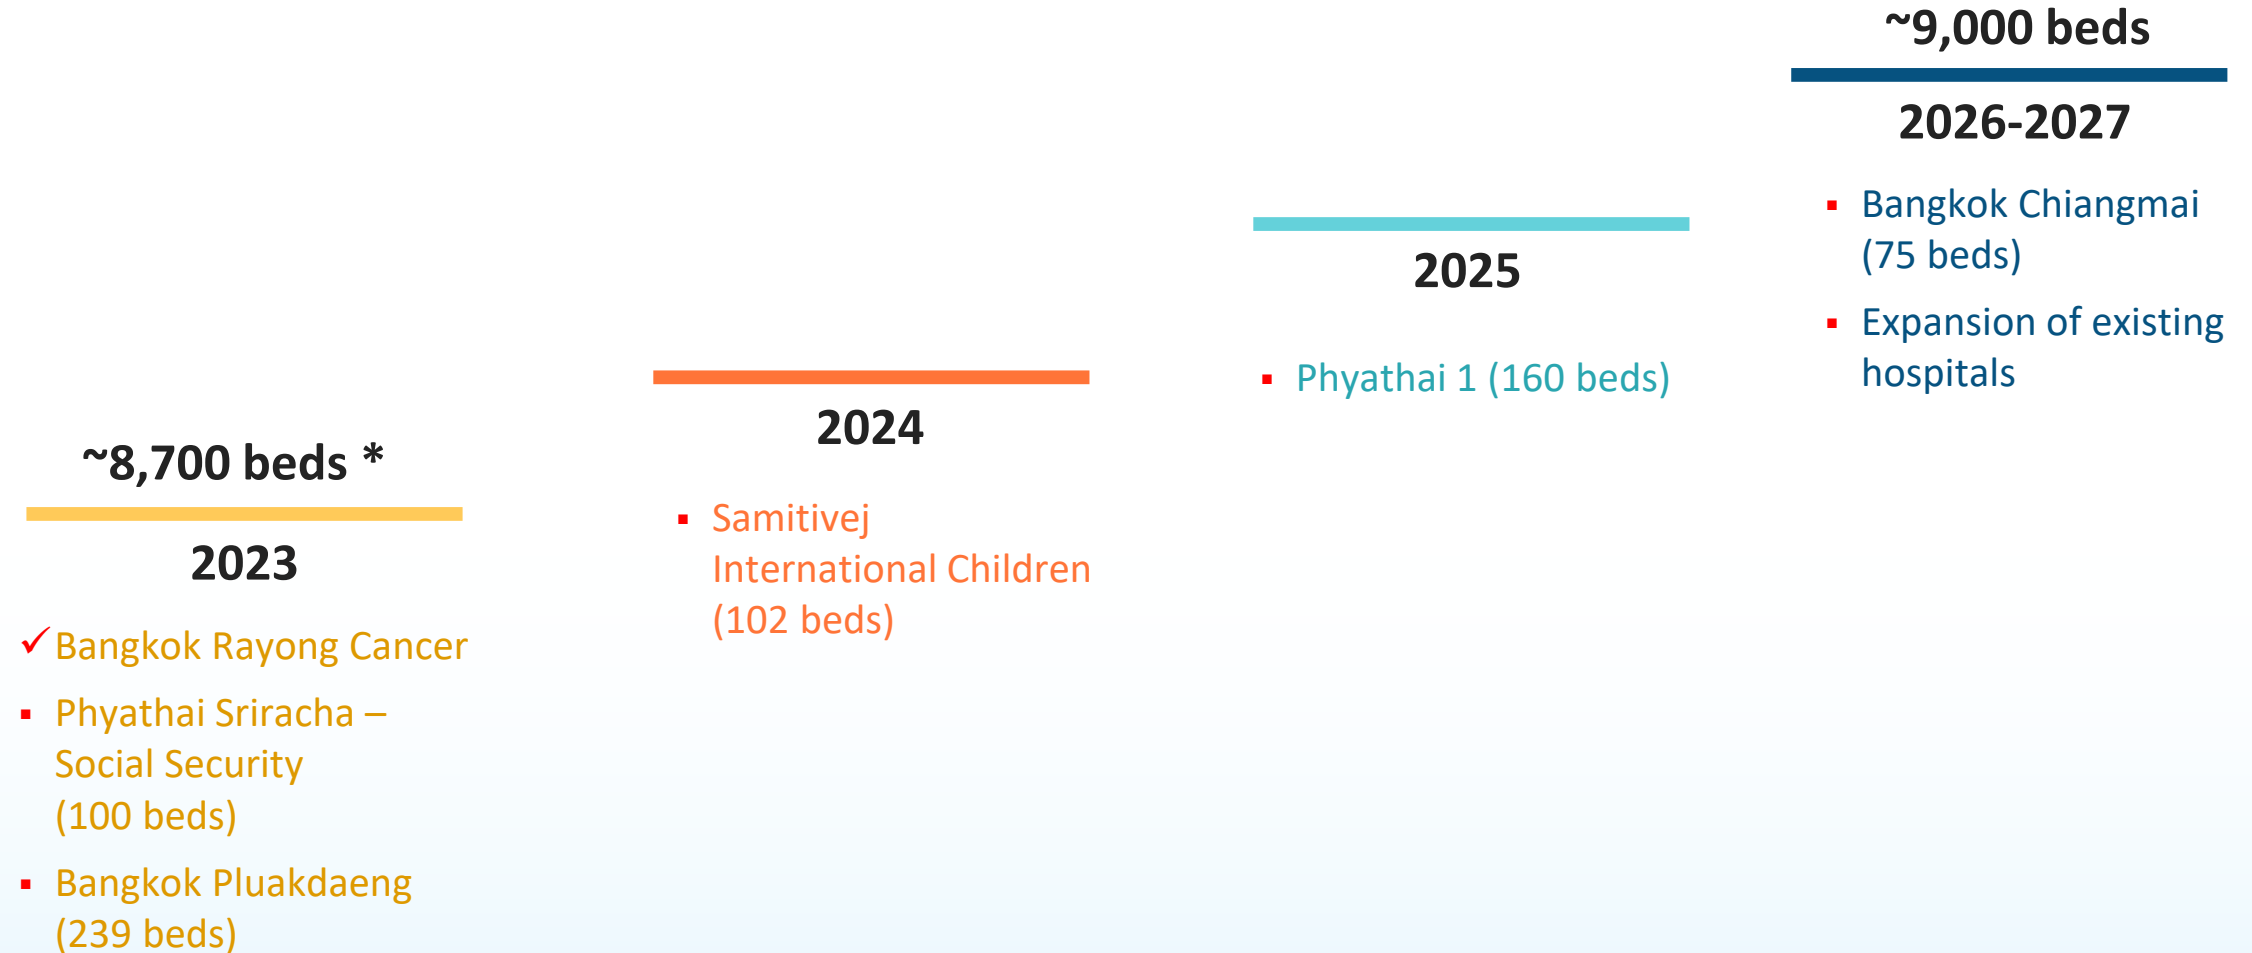 ~8,700 beds *
2023
✓ Bangkok Rayong Cancer
▪ Phyathai Sriracha –
Social Security
(100 beds)
▪ Bangkok Pluakdaeng
(239 beds)
2024
▪ Samitivej
International Children
(102 beds)
2025
▪ Phyathai 1 (160 beds)
~9,000 beds
2026-2027
▪ Bangkok Chiangmai
(75 beds)
▪ Expansion of existing
hospitals